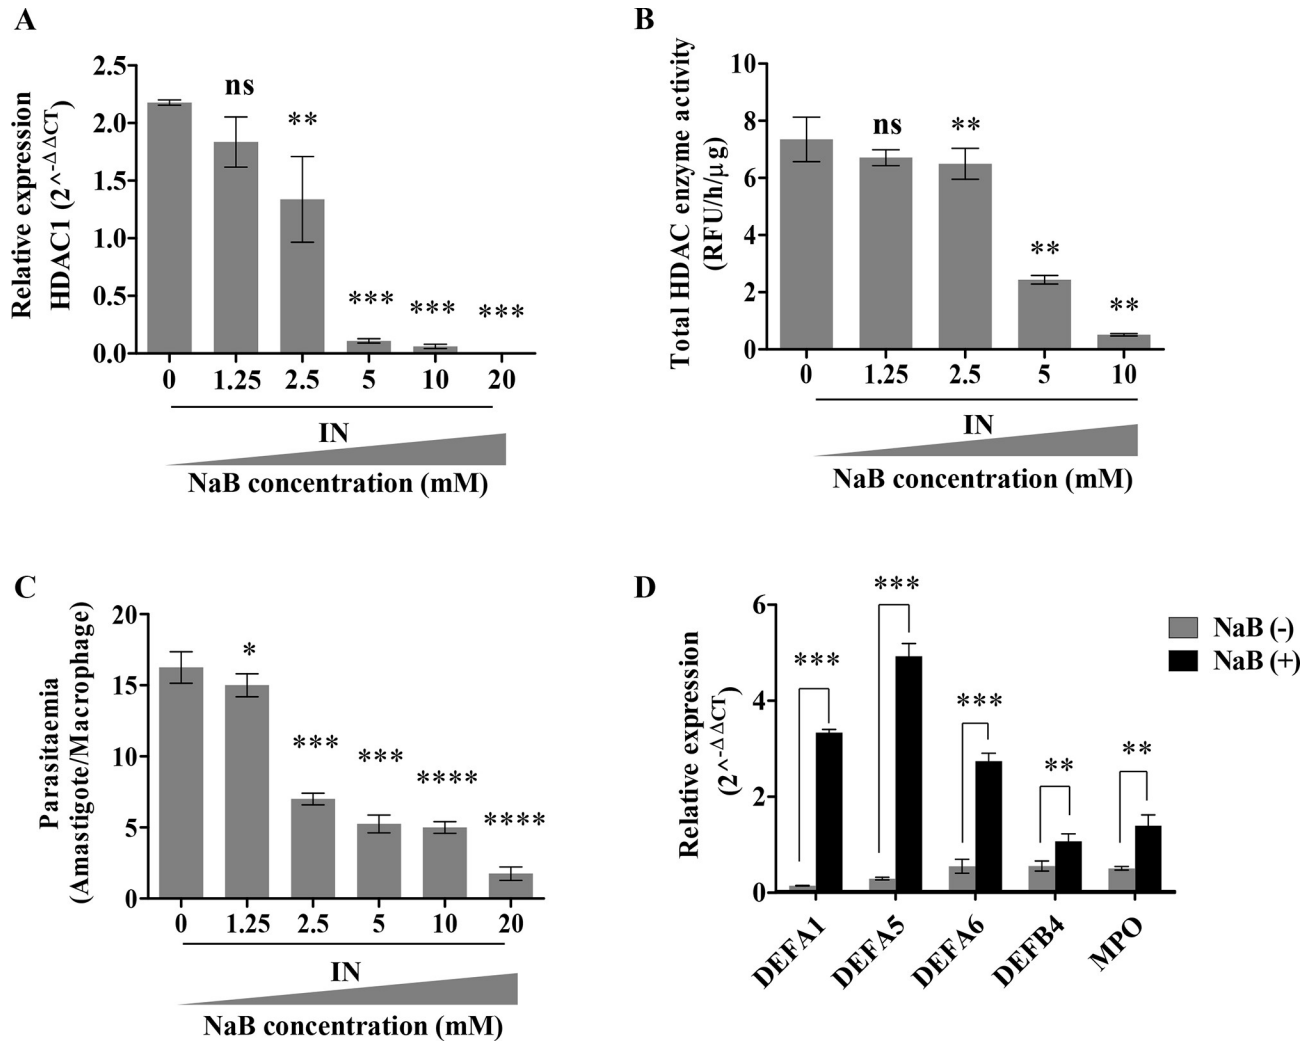 A
Relative expression
HDAC1 (2^-ΔΔCT)
2.5
2.0
1.5
1.0
0.5
0.0
ns
**
***
***
***
0 1.25 2.5 5 10 20
IN
NaB concentration (mM)
B
Total HDAC enzyme activity
(RFU/h/μg)
10
8
6
4
2
0
ns
**
**
**
0 1.25 2.5 5 10
IN
NaB concentration (mM)
C
Parasitaemia
(Amastigote/Macrophage)
20
15
10
5
0
*
***
***
****
****
0 1.25 2.5 5 10 20
IN
NaB concentration (mM)
D
Relative expression
(2^-ΔΔCT)
6
4
2
0
***
***
***
**
**
DEFA1 DEFA5 DEFA6 DEFB4 MPO
NaB (-)
NaB (+)